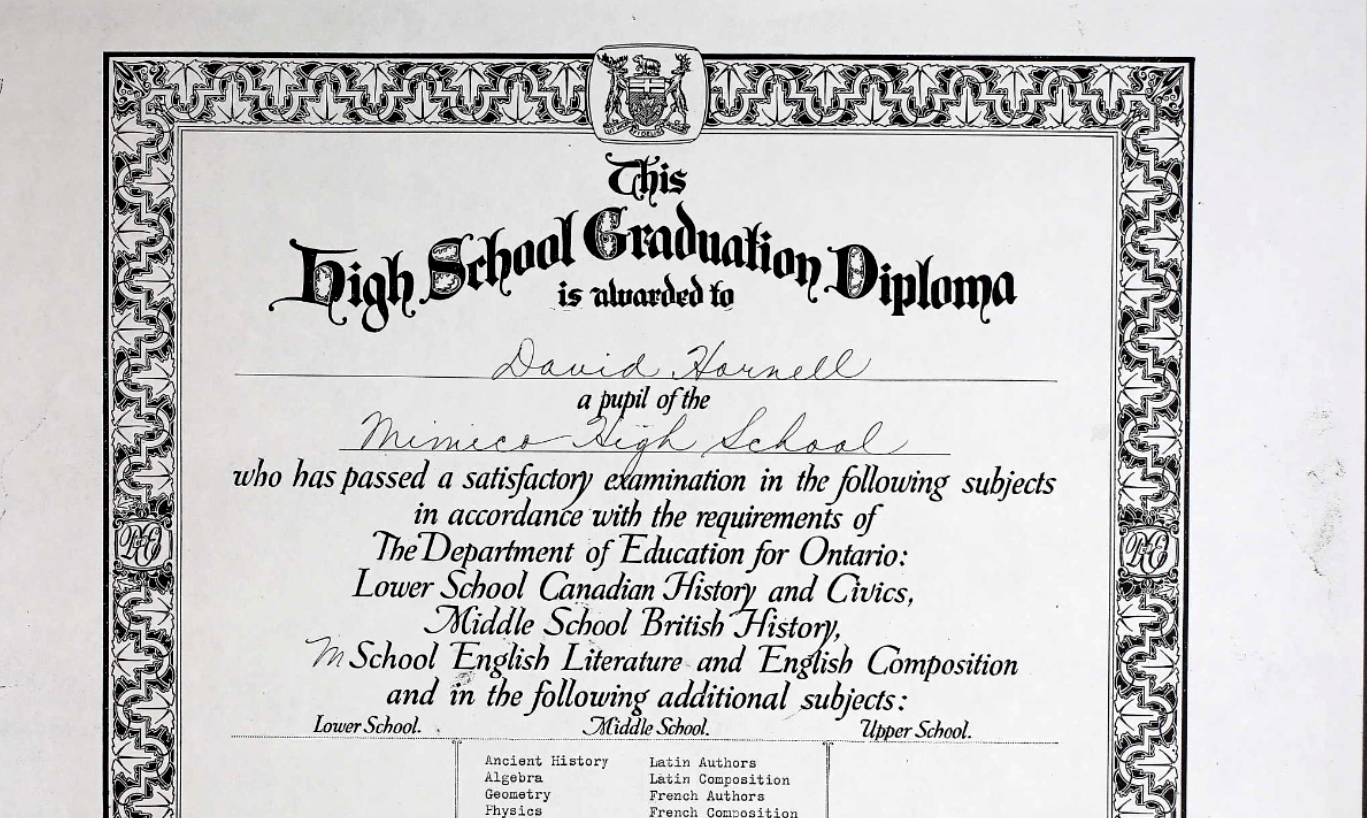 This
High School Graduation Diploma
is awarded to
David Hornell
a pupil of the
Mimico High School
who has passed a satisfactory examination in the following subjects
in accordance with the requirements of
The Department of Education for Ontario:
Lower School Canadian History and Civics,
Middle School British History,
M School English Literature and English Composition
and in the following additional subjects:
Lower School. Middle School. Upper School.
Ancient History Latin Authors
Algebra Latin Composition
Geometry French Authors
Physics French Composition